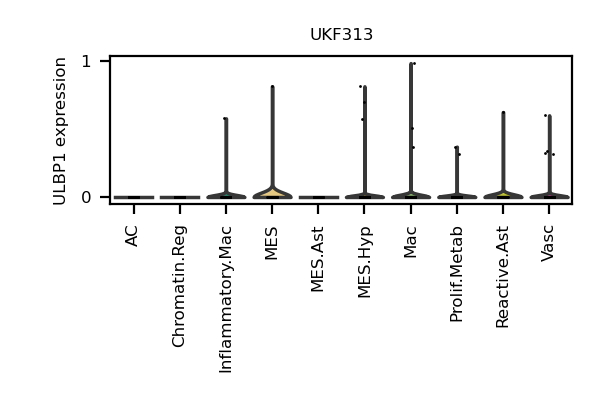 UKF313
ULBP1 expression
1
0
AC
Chromatin.Reg
Inflammatory.Mac
MES
MES.Ast
MES.Hyp
Mac
Prolif.Metab
Reactive.Ast
Vasc